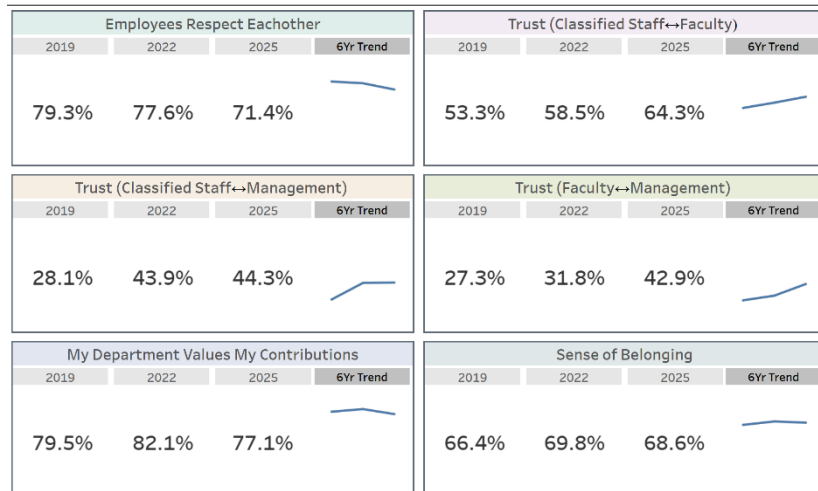 Employees Respect Eachother
2019 2022 2025 6Yr Trend
79.3% 77.6% 71.4%
Trust (Classified Staff↔Faculty)
2019 2022 2025 6Yr Trend
53.3% 58.5% 64.3%
Trust (Classified Staff↔Management)
2019 2022 2025 6Yr Trend
28.1% 43.9% 44.3%
Trust (Faculty↔Management)
2019 2022 2025 6Yr Trend
27.3% 31.8% 42.9%
My Department Values My Contributions
2019 2022 2025 6Yr Trend
79.5% 82.1% 77.1%
Sense of Belonging
2019 2022 2025 6Yr Trend
66.4% 69.8% 68.6%